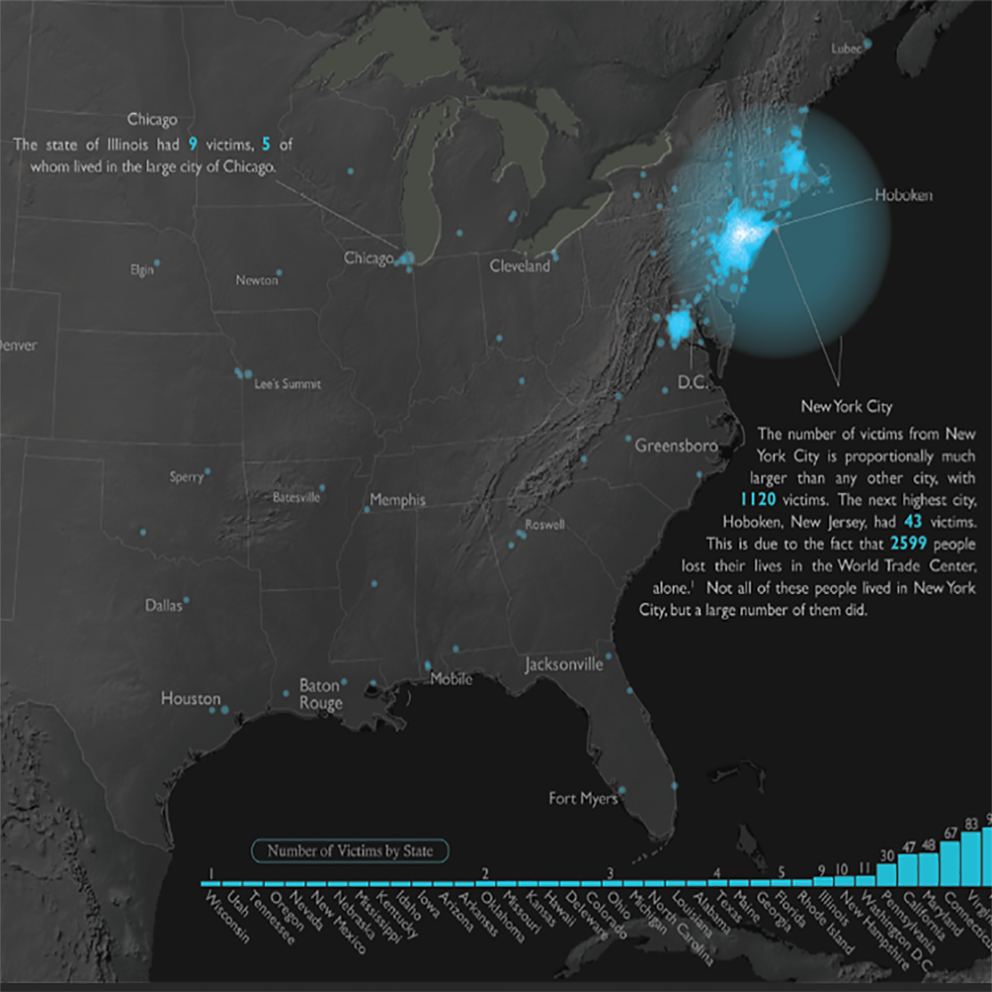 Lubec
Chicago
The state of Illinois had 9 victims, 5 of
whom lived in the large city of Chicago.
Hoboken
Chicago
Cleveland
Elgin
Newton
enver
Lee's Summit
D.C.
New York City
The number of victims from New
York City is proportionally much
larger than any other city, with
1120 victims. The next highest city,
Hoboken, New Jersey, had 43 victims.
This is due to the fact that 2599 people
lost their lives in the World Trade Center,
alone.¹ Not all of these people lived in New York
City, but a large number of them did.
Greensboro
Sperry
Batesville
Memphis
Roswell
Dallas
Jacksonville
Mobile
Baton
Rouge
Houston
Fort Myers
Number of Victims by State
1 2 3 4 5 9 10 11 30 47 48 67 83 9
Wisconsin
Utah
Tennessee
Oregon
Nevada
New Mexico
Nebraska
Mississippi
Kentucky
Idaho
Iowa
Arizona
Arkansas
Oklahoma
Missouri
Kansas
Hawaii
Delaware
Colorado
Ohio
Michigan
North Carolina
Louisiana
Alabama
Texas
Maine
Georgia
Florida
Rhode Island
Illinois
New Hampshire
Washington D.C.
Pennsylvania
California
Maryland
Connecticu
Virgin